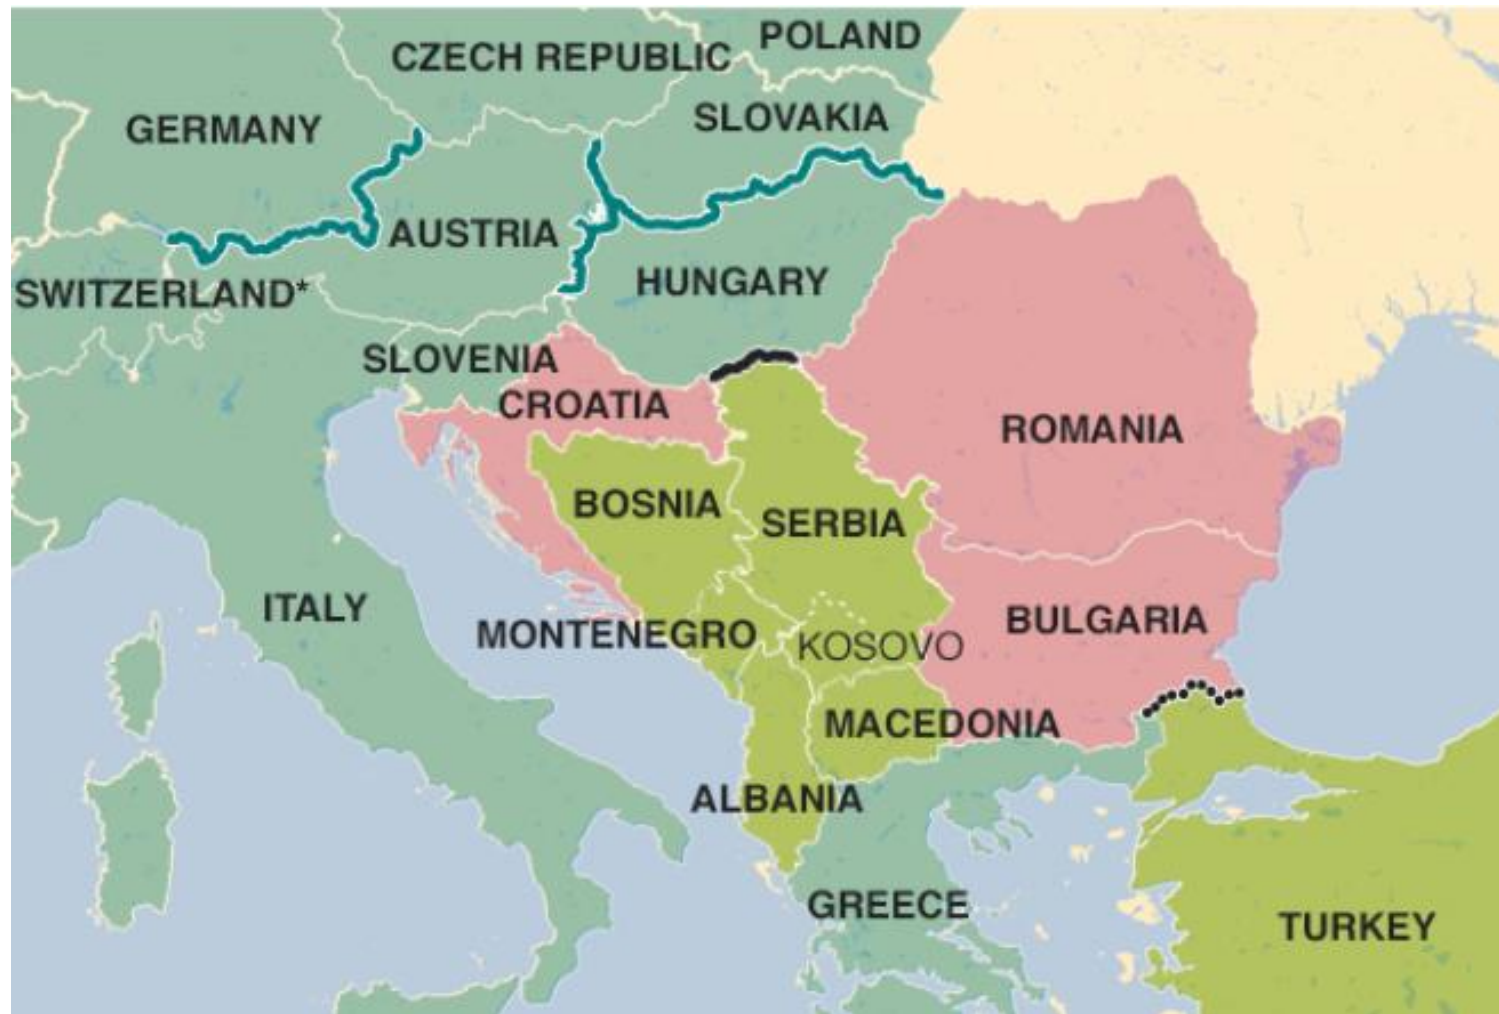 POLAND
CZECH REPUBLIC
SLOVAKIA
GERMANY
AUSTRIA
HUNGARY
SWITZERLAND*
SLOVENIA
CROATIA
ROMANIA
BOSNIA
SERBIA
ITALY
BULGARIA
MONTENEGRO
KOSOVO
MACEDONIA
ALBANIA
GREECE
TURKEY